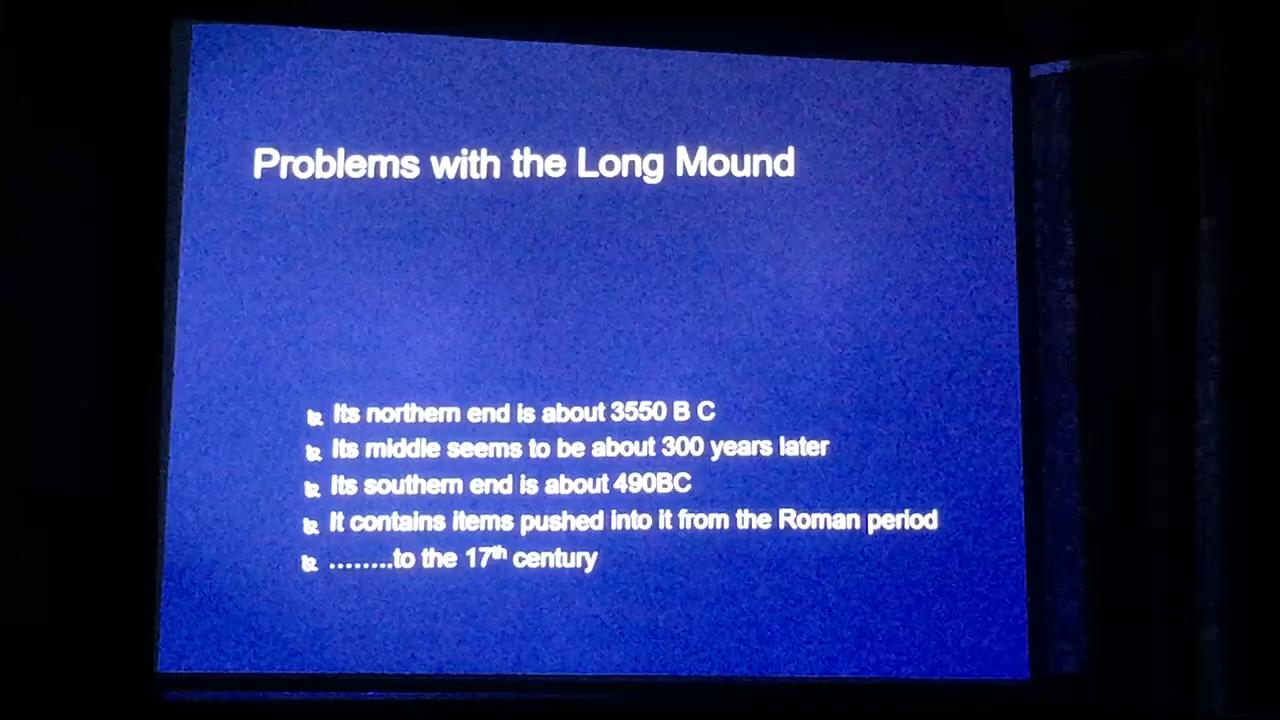 Problems with the Long Mound
Its northern end is about 3550 B C
Its middle seems to be about 300 years later
Its southern end is about 490BC
It contains items pushed into it from the Roman period
........to the 17th century